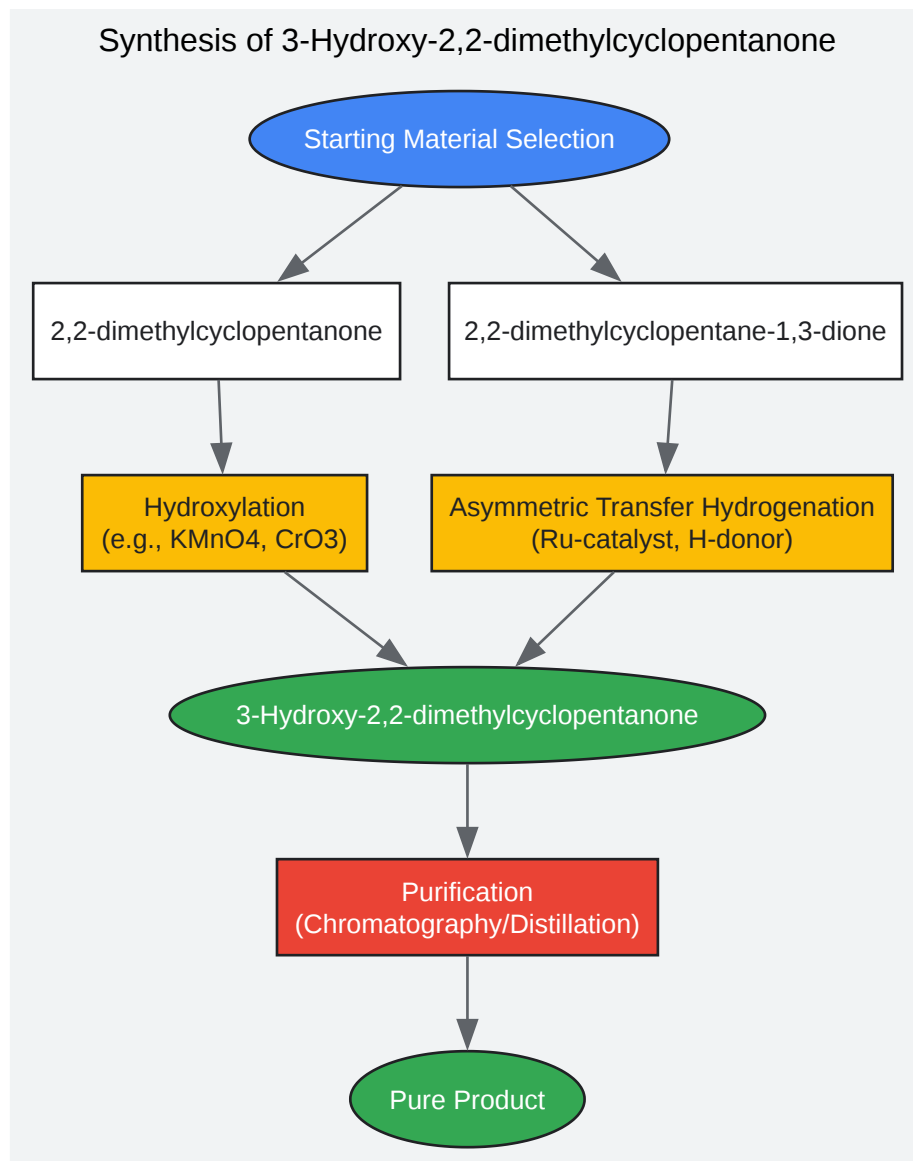 Synthesis of 3-Hydroxy-2,2-dimethylcyclopentanone
Starting Material Selection
2,2-dimethylcyclopentanone
2,2-dimethylcyclopentane-1,3-dione
Hydroxylation
(e.g., KMnO4, CrO3)
Asymmetric Transfer Hydrogenation
(Ru-catalyst, H-donor)
3-Hydroxy-2,2-dimethylcyclopentanone
Purification
(Chromatography/Distillation)
Pure Product